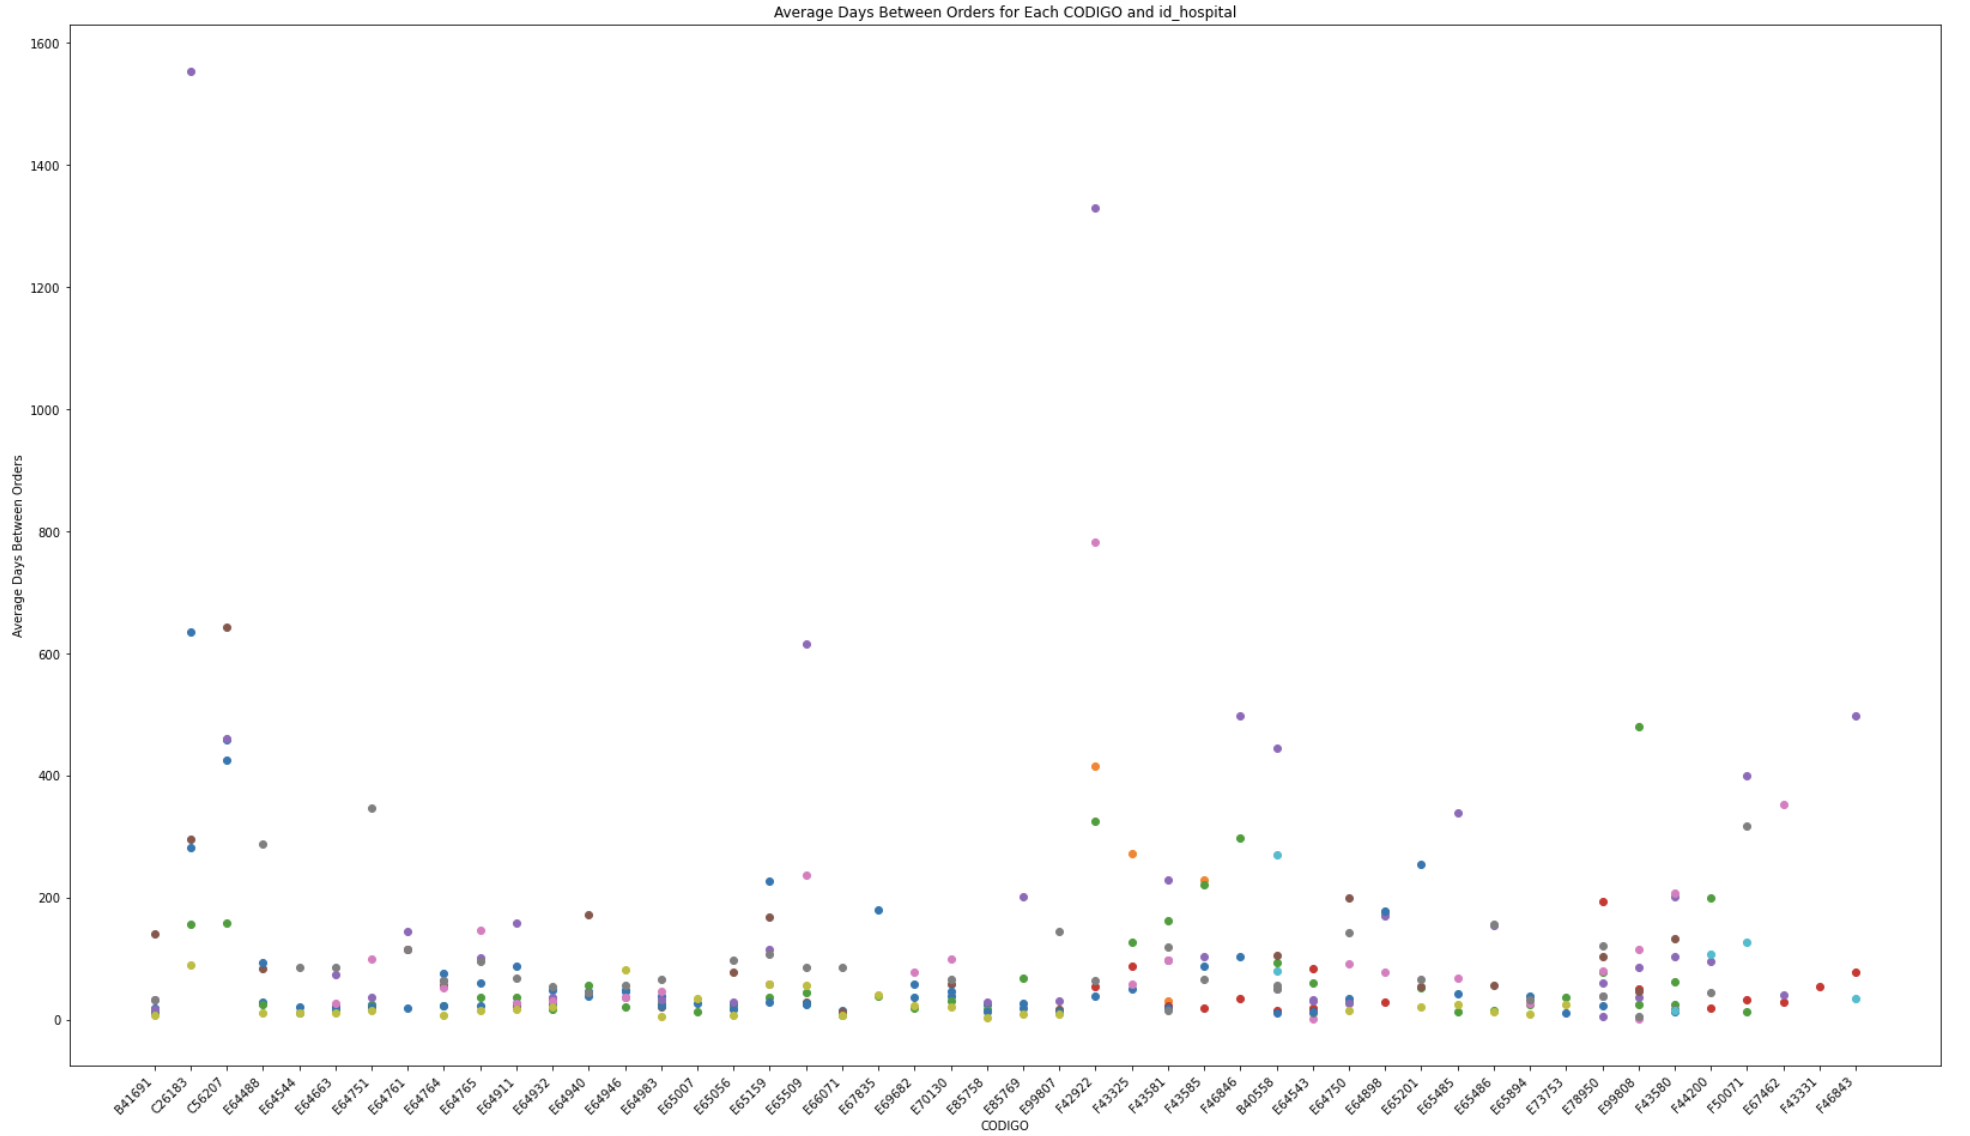 Average Days Between Orders for Each CODIGO and id_hospital
1600
1400
1200
1000
800
600
400
200
0
Average Days Between Orders
B41691
C26183
C56207
E64488
E64544
E64663
E64751
E64761
E64764
E64765
E64911
E64932
E64940
E64946
E64983
E65007
E65056
E65159
E65509
E66071
E67835
E69682
E70130
E85758
E85769
E99807
F42922
F43325
F43581
F43585
F46846
B40558
E64543
E64750
E64898
E65201
E65485
E65486
E65894
E73753
E78950
E99808
F43580
F44200
F50071
E67462
F43331
F46843
CODIGO